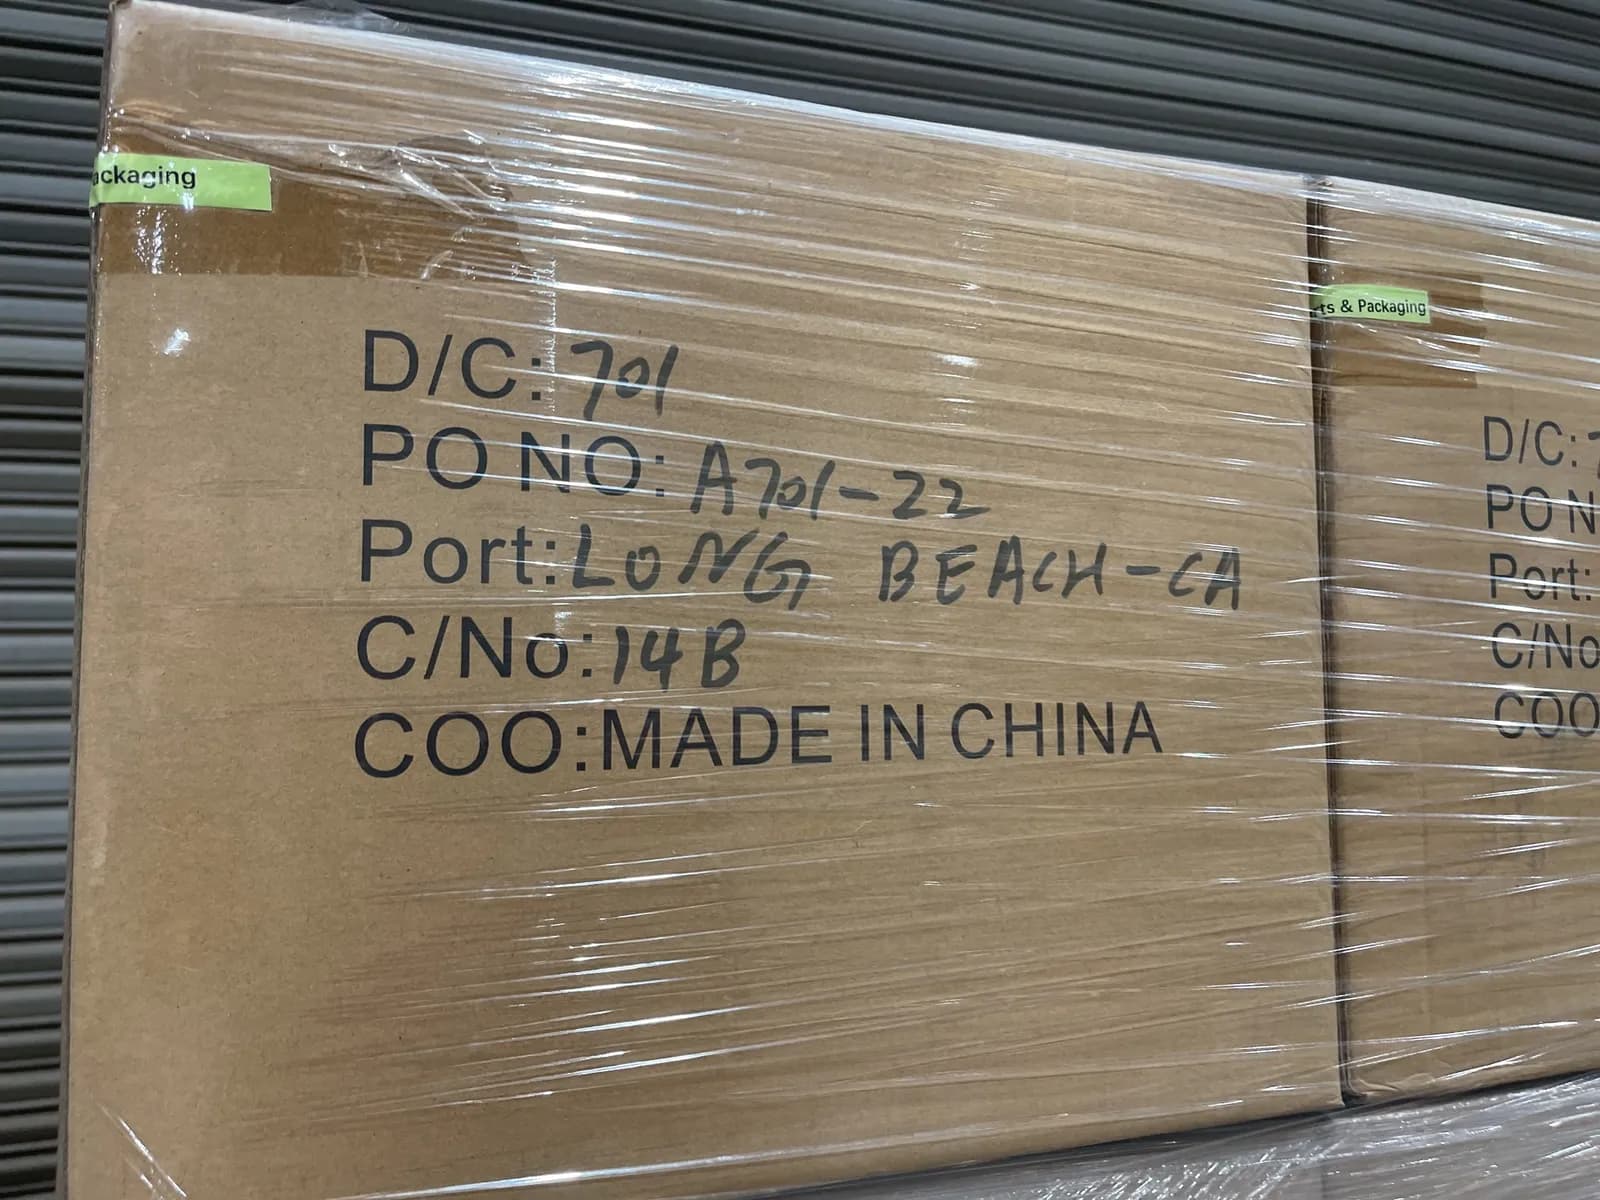 ackaging
D/C: 701
PO NO: A701-22
Port: LONG BEACH-CA
C/No: 14B
COO:MADE IN CHINA
ts & Packaging
D/C:
PO N
Port:
C/No
COO